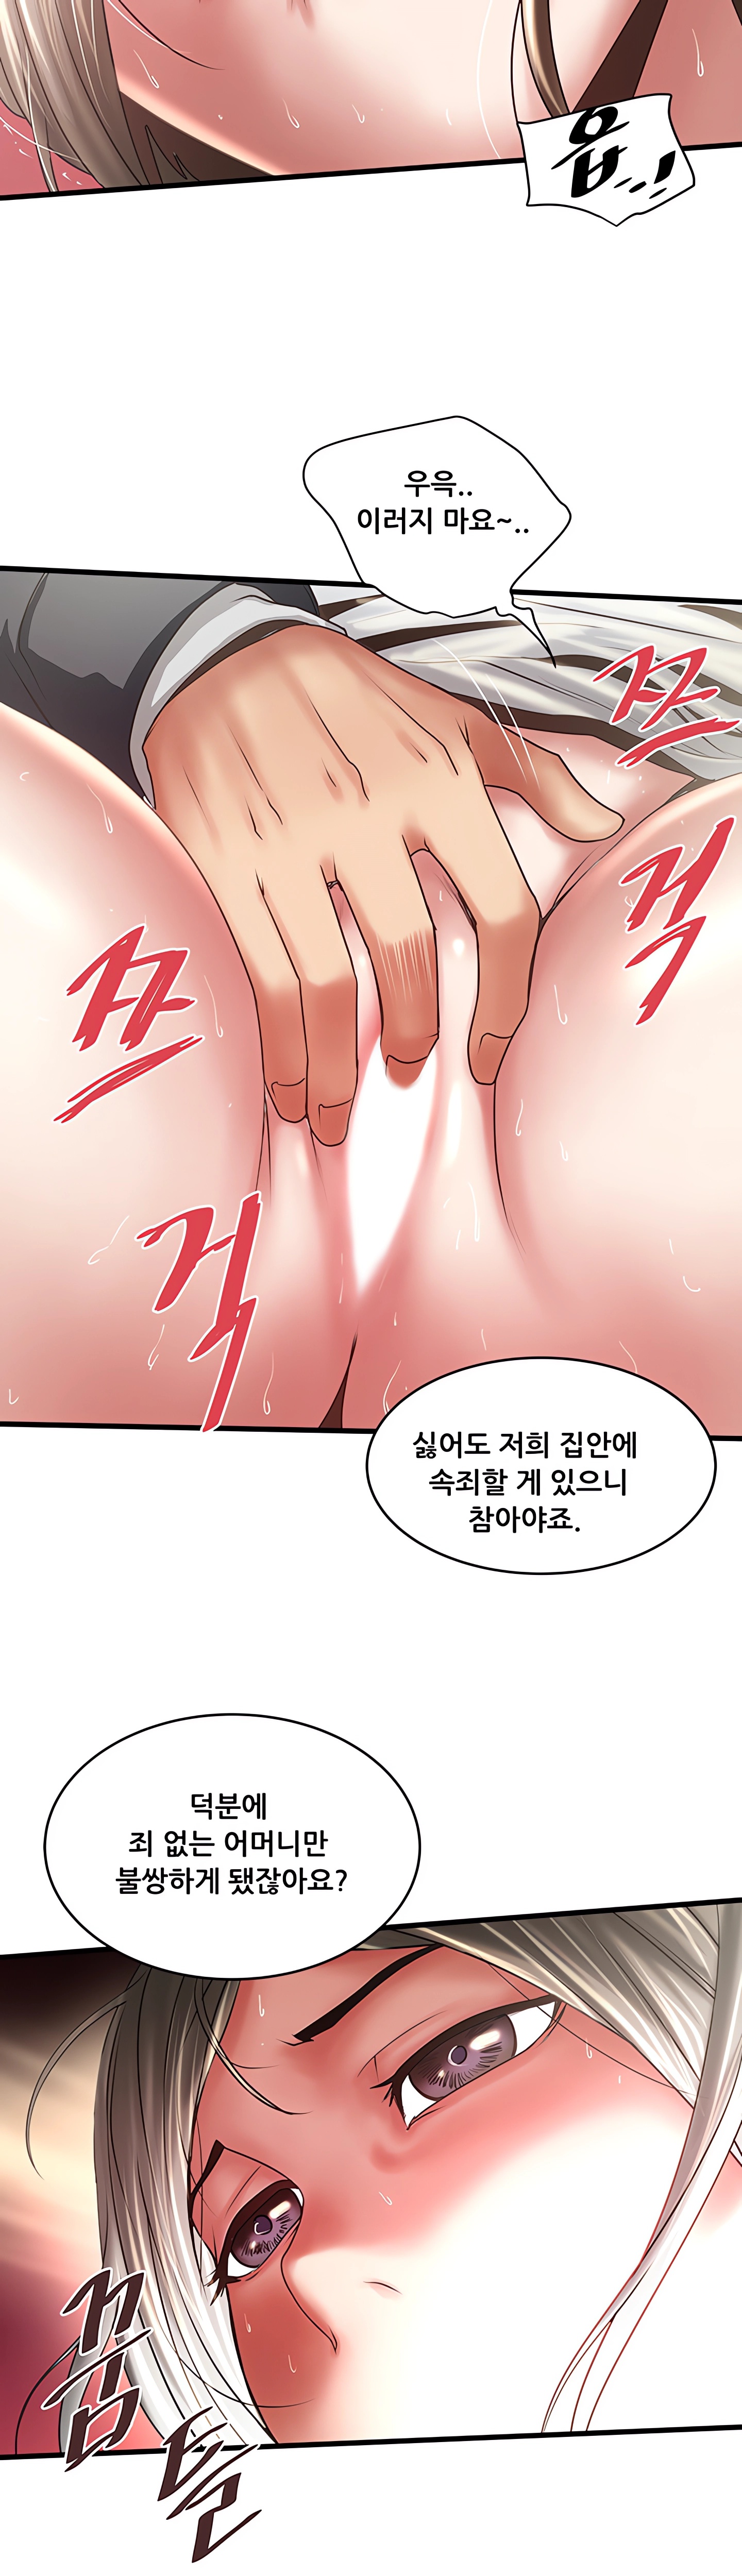 읍..!
우윽..
이러지 마요~..
쯔
걱
쯔
걱
싫어도 저희 집안에
속죄할 게 있으니
참아야죠.
덕분에
죄 없는 어머니만
불쌍하게 됐잖아요?
꿈
틀